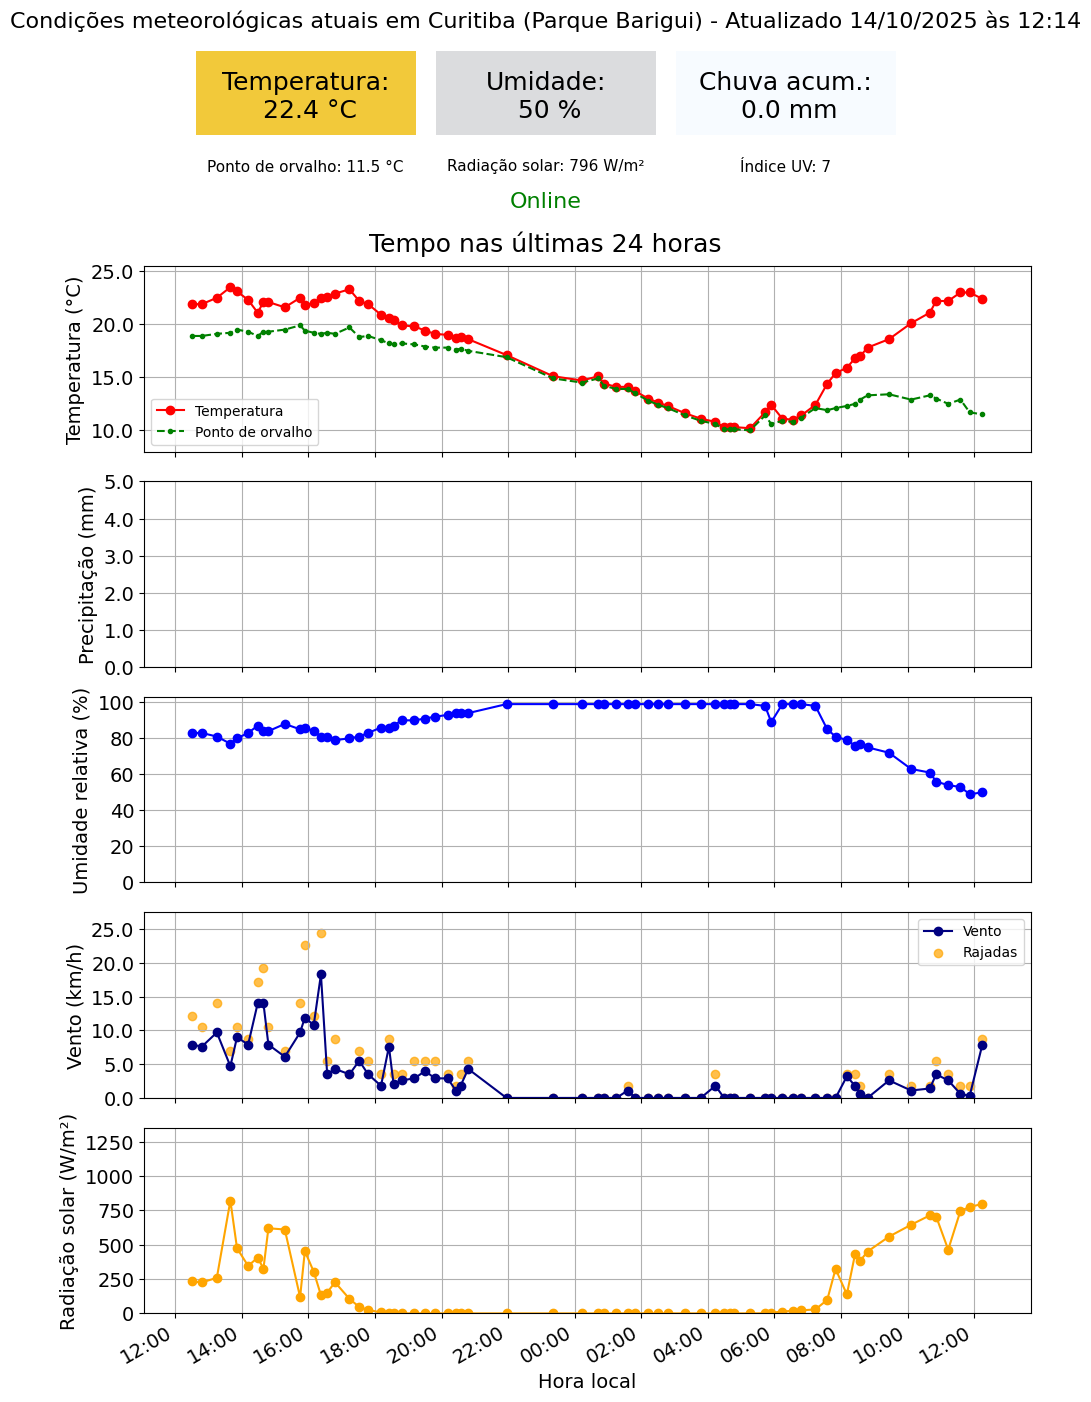 Condições meteorológicas atuais em Curitiba (Parque Barigui) - Atualizado 14/10/2025 às 12:14
Temperatura:
22.4 °C
Umidade:
50 %
Chuva acum.:
0.0 mm
Ponto de orvalho: 11.5 °C
Radiação solar: 796 W/m²
Índice UV: 7
Online
Tempo nas últimas 24 horas
Temperatura (°C)
25.0
20.0
15.0
10.0
Temperatura
Ponto de orvalho
Precipitação (mm)
5.0
4.0
3.0
2.0
1.0
0.0
Umidade relativa (%)
100
80
60
40
20
0
Vento (km/h)
25.0
20.0
15.0
10.0
5.0
0.0
Vento
Rajadas
Radiação solar (W/m²)
1250
1000
750
500
250
0
12:00
14:00
16:00
18:00
20:00
22:00
00:00
02:00
04:00
06:00
08:00
10:00
12:00
Hora local